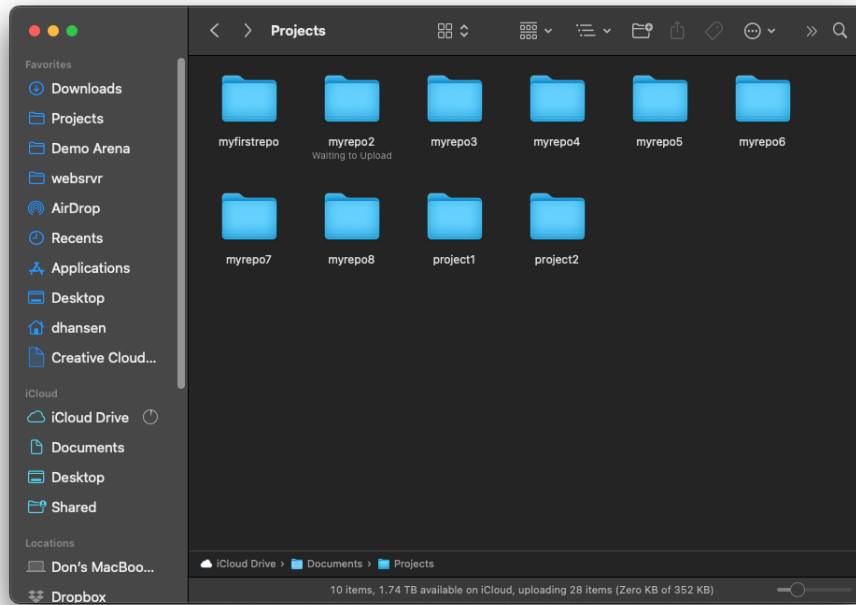 Projects
Favorites
Downloads
Projects
Demo Arena
websrvr
AirDrop
Recents
Applications
Desktop
dhansen
Creative Cloud...
iCloud
iCloud Drive
Documents
Desktop
Shared
Locations
Don's MacBoo...
Dropbox
myfirstrepo myrepo2 myrepo3 myrepo4 myrepo5 myrepo6
Waiting to Upload
myrepo7 myrepo8 project1 project2
iCloud Drive › Documents › Projects
10 items, 1.74 TB available on iCloud, uploading 28 items (Zero KB of 352 KB)